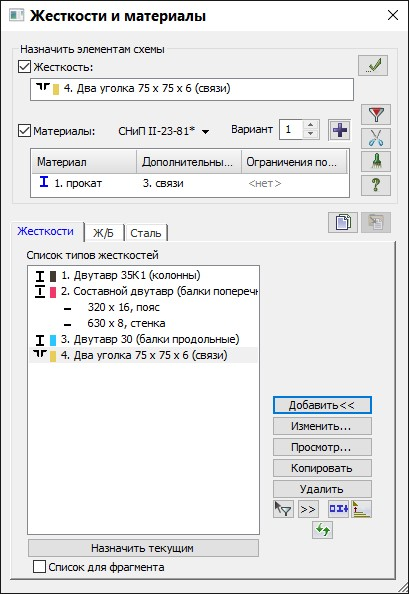 Жесткости и материалы
Назначить элементам схемы
Жесткость:
4. Два уголка 75 x 75 x 6 (связи)
Материалы: СНиП II-23-81* Вариант 1
Материал Дополнительны... Ограничения по...
1. прокат 3. связи <нет>
Жесткости Ж/Б Сталь
Список типов жесткостей
1. Двутавр 35К1 (колонны)
2. Составной двутавр (балки поперечн
320 x 16, пояс
630 x 8, стенка
3. Двутавр 30 (балки продольные)
4. Два уголка 75 x 75 x 6 (связи)
Добавить<<
Изменить...
Просмотр...
Копировать
Удалить
>>
Назначить текущим
Список для фрагмента